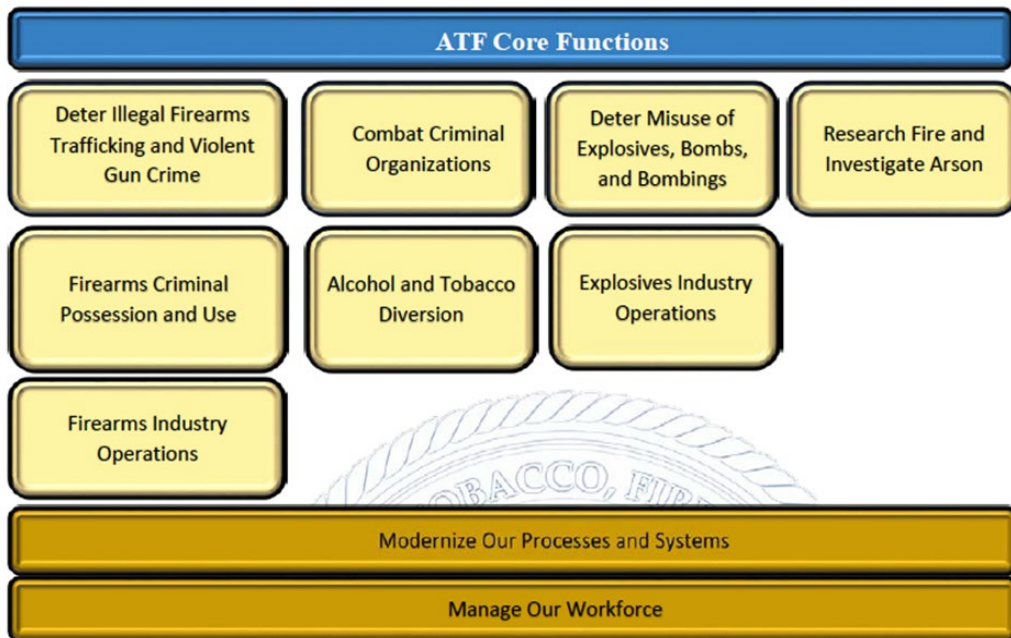 ATF Core Functions
Deter Illegal Firearms
Trafficking and Violent
Gun Crime
Combat Criminal
Organizations
Deter Misuse of
Explosives, Bombs,
and Bombings
Research Fire and
Investigate Arson
Firearms Criminal
Possession and Use
Alcohol and Tobacco
Diversion
Explosives Industry
Operations
Firearms Industry
Operations
TOBACCO, FIRE
Modernize Our Processes and Systems
Manage Our Workforce